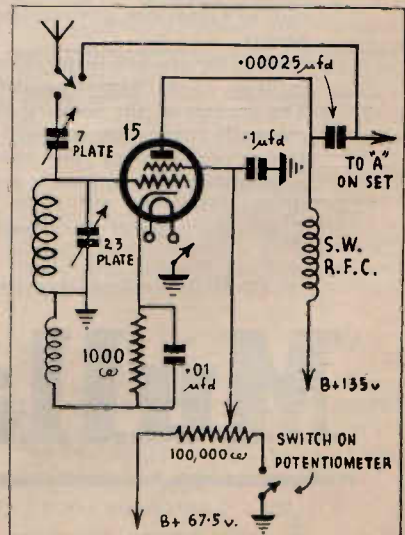 .00025 µfd
7
PLATE
15
.1 µfd
TO "A"
ON SET
23
PLATE
S.W.
R.F.C.
1000
ω
.01
µfd
B+135 v
100,000 ω
SWITCH ON
POTENTIOMETER
B+ 67.5 v.